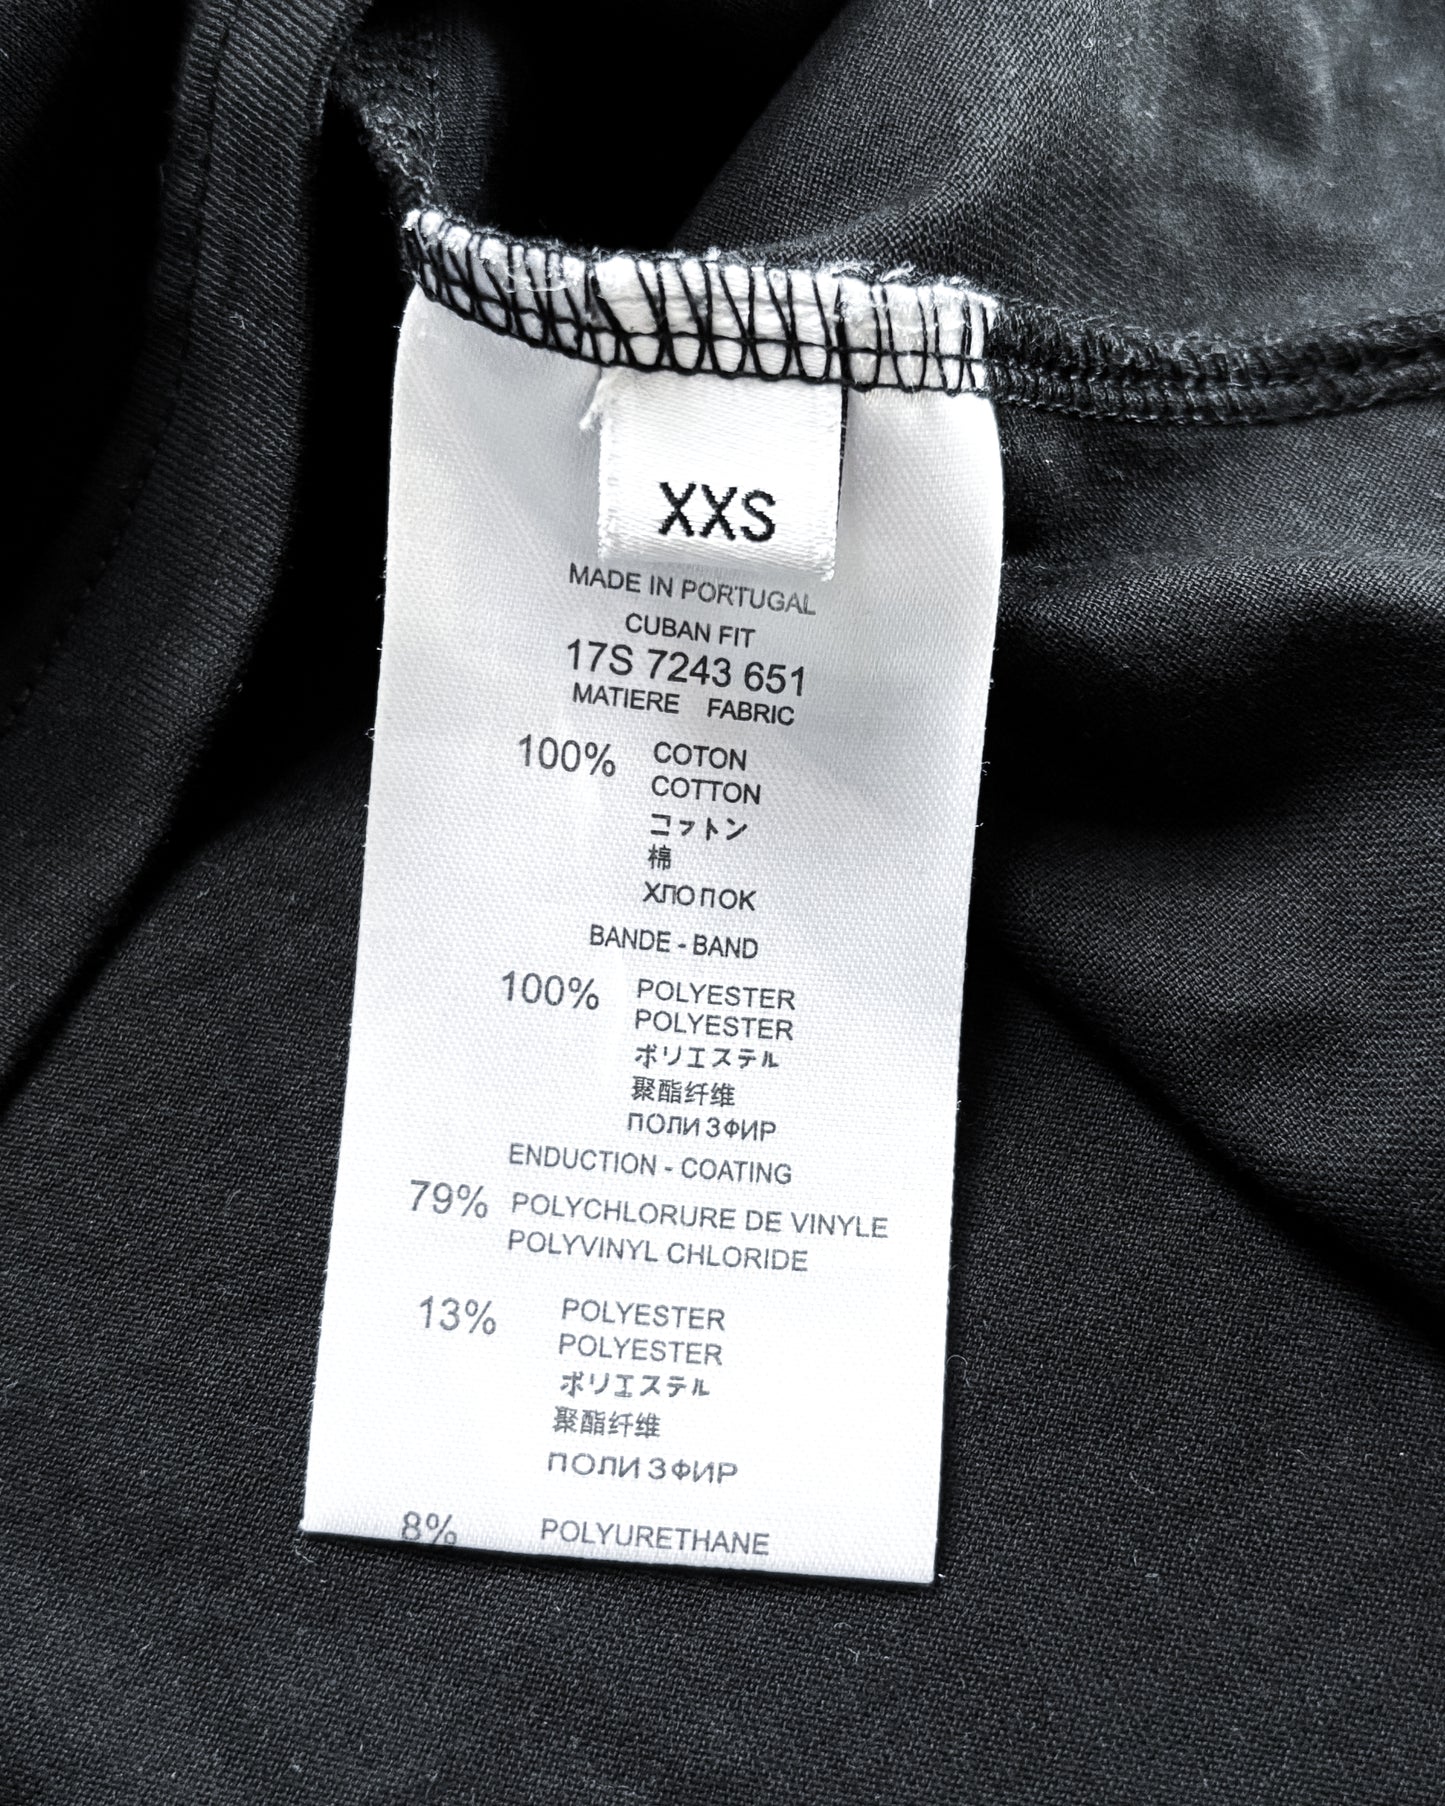 XXS
MADE IN PORTUGAL
CUBAN FIT
17S 7243 651
MATIERE FABRIC
100% COTON
COTTON
コットン
棉
ХЛОПОК
BANDE - BAND
100% POLYESTER
POLYESTER
ポリエステル
聚酯纤维
ПОЛИЗФИР
ENDUCTION - COATING
79% POLYCHLORURE DE VINYLE
POLYVINYL CHLORIDE
13% POLYESTER
POLYESTER
ポリエステル
聚酯纤维
ПОЛИЗФИР
8% POLYURETHANE